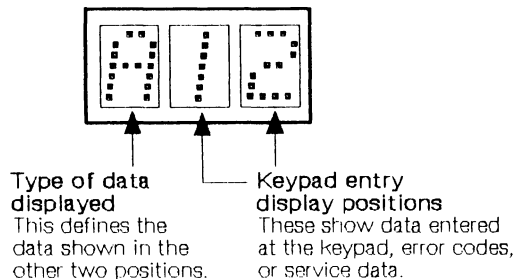 A12
Type of data
displayed
This defines the
data shown in the
other two positions.
Keypad entry
display positions
These show data entered
at the keypad, error codes,
or service data.